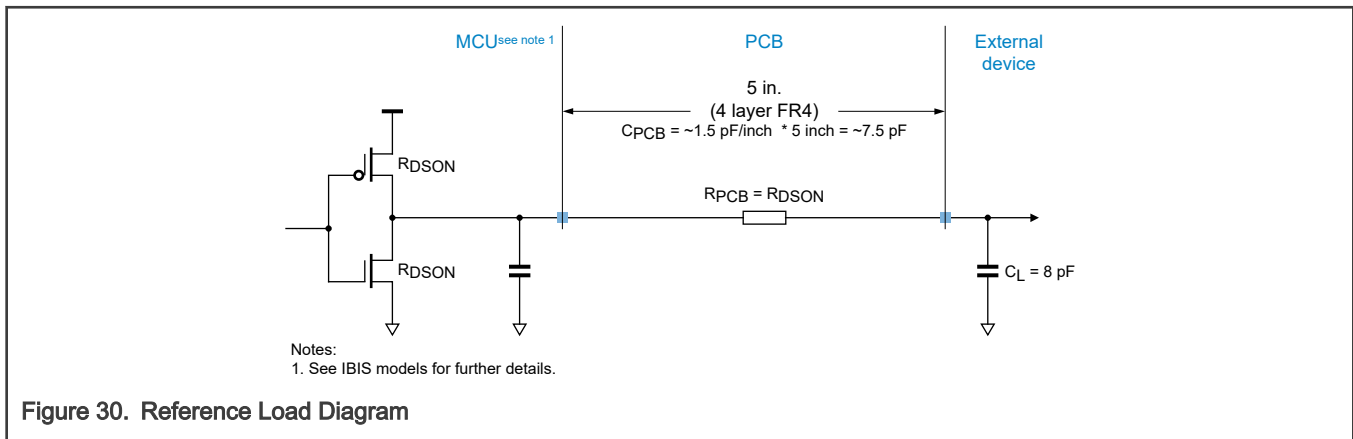 MCU see note 1
PCB
External
device
5 in.
(4 layer FR4)
CPCB = ~1.5 pF/inch * 5 inch = ~7.5 pF
RDSON
RPCB = RDSON
RDSON
CL = 8 pF
Notes:
1. See IBIS models for further details.
Figure 30. Reference Load Diagram